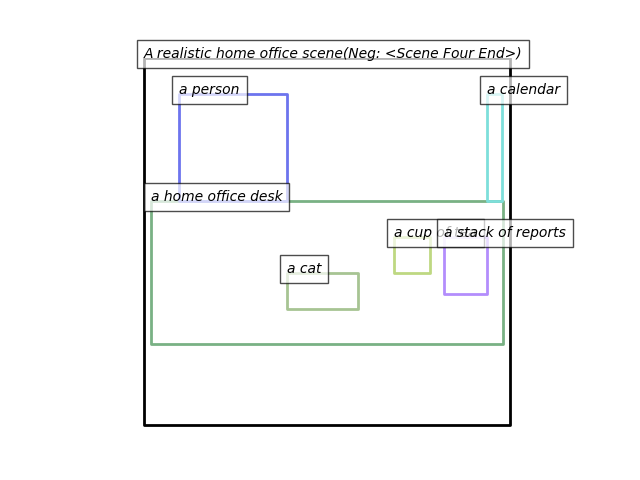 A realistic home office scene(Neg: <Scene Four End>)
a person
a calendar
a home office desk
a cup of
a stack of reports
a cat